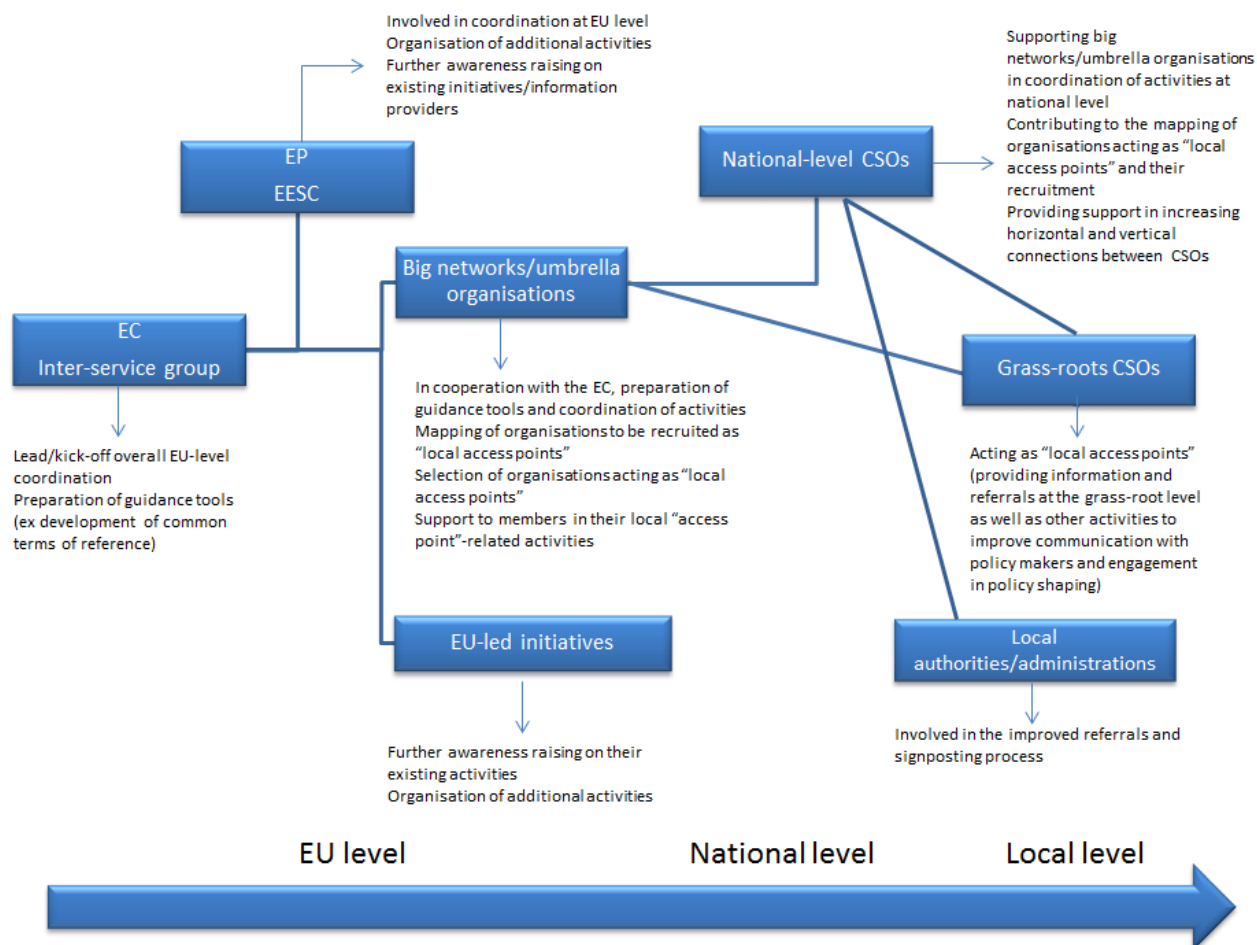 Involved in coordination at EU level
Organisation of additional activities
Further awareness raising on
existing initiatives/information
providers
EP
EESC
Supporting big
networks/umbrella organisations
in coordination of activities at
national level
Contributing to the mapping of
organisations acting as “local
access points” and their
recruitment
Providing support in increasing
horizontal and vertical
connections between CSOs
National-level CSOs
Big networks/umbrella
organisations
EC
Inter-service group
Grass-roots CSOs
In cooperation with the EC, preparation of
guidance tools and coordination of activities
Mapping of organisations to be recruited as
“local access points”
Selection of organisations acting as “local
access points”
Support to members in their local “access
point”-related activities
Lead/kick-off overall EU-level
coordination
Preparation of guidance tools
(ex development of common
terms of reference)
Acting as “local access points”
(providing information and
referrals at the grass-root level
as well as other activities to
improve communication with
policy makers and engagement
in policy shaping)
EU-led initiatives
Local
authorities/administrations
Further awareness raising on their
existing activities
Organisation of additional activities
Involved in the improved referrals and
signposting process
EU level
National level
Local level